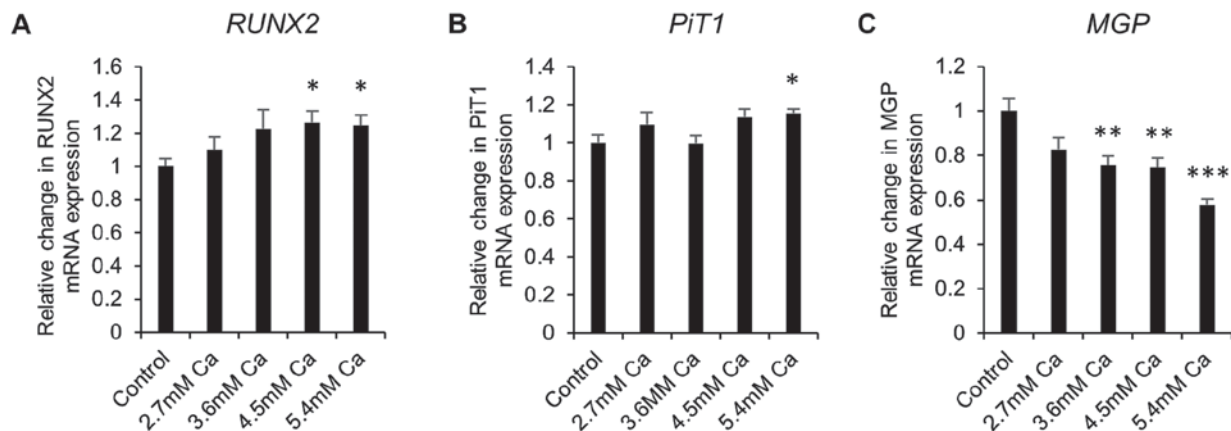 A
RUNX2
Relative change in RUNX2
mRNA expression
1.6
1.4
1.2
1
0.8
0.6
0.4
0.2
0
*
*
Control
2.7mM Ca
3.6mM Ca
4.5mM Ca
5.4mM Ca
B
PiT1
Relative change in PiT1
mRNA expression
1.4
1.2
1
0.8
0.6
0.4
0.2
0
*
Control
2.7mM Ca
3.6MM Ca
4.5mM Ca
5.4mM Ca
C
MGP
Relative change in MGP
mRNA expression
1.2
1
0.8
0.6
0.4
0.2
0
**
**
***
Control
2.7mM Ca
3.6mM Ca
4.5mM Ca
5.4mM Ca